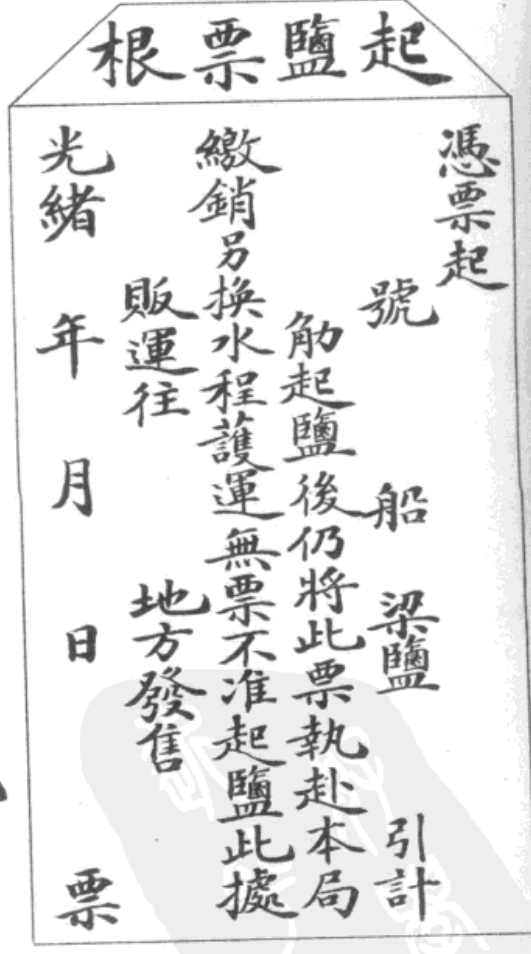 起鹽票根
憑票起
號 船 梁鹽 引計
觔起鹽後仍將此票執赴本局
繳銷另換水程護運無票不准起鹽此據
販運往 地方發售
光緒 年 月 日 票